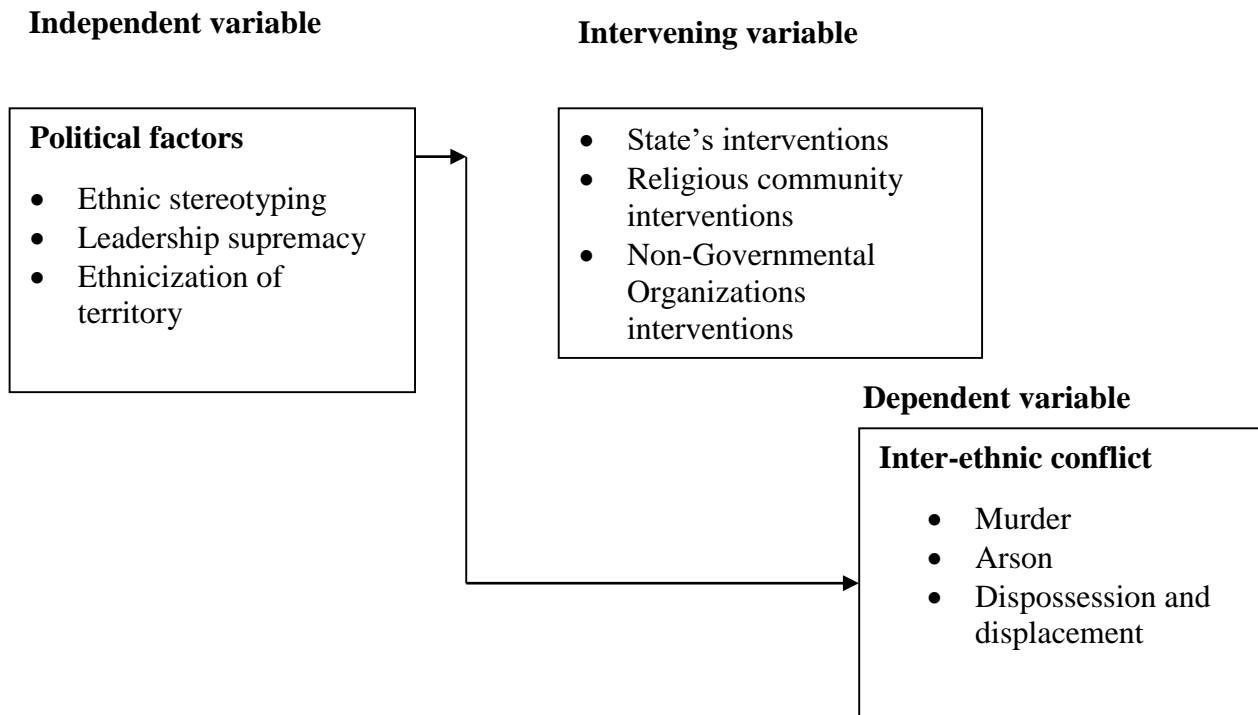 Independent variable
Intervening variable
Political factors
• Ethnic stereotyping
• Leadership supremacy
• Ethnicization of
territory
• State’s interventions
• Religious community
interventions
• Non-Governmental
Organizations
interventions
Dependent variable
Inter-ethnic conflict
• Murder
• Arson
• Dispossession and
displacement